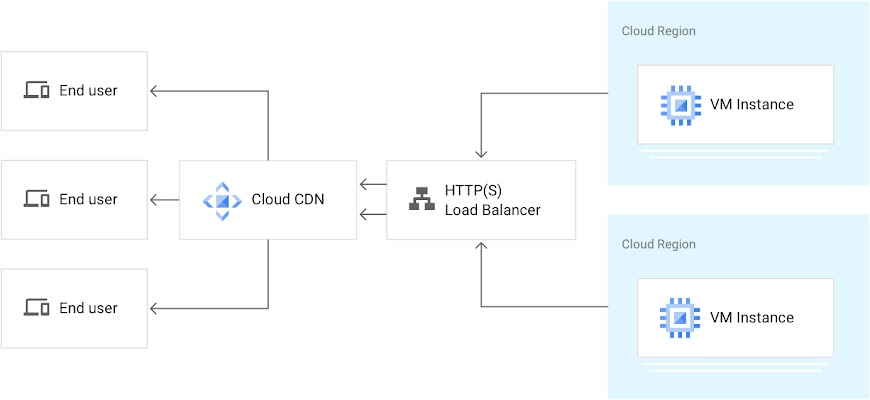 Cloud Region
VM Instance
End user
End user
Cloud CDN
HTTP(S)
Load Balancer
End user
Cloud Region
VM Instance